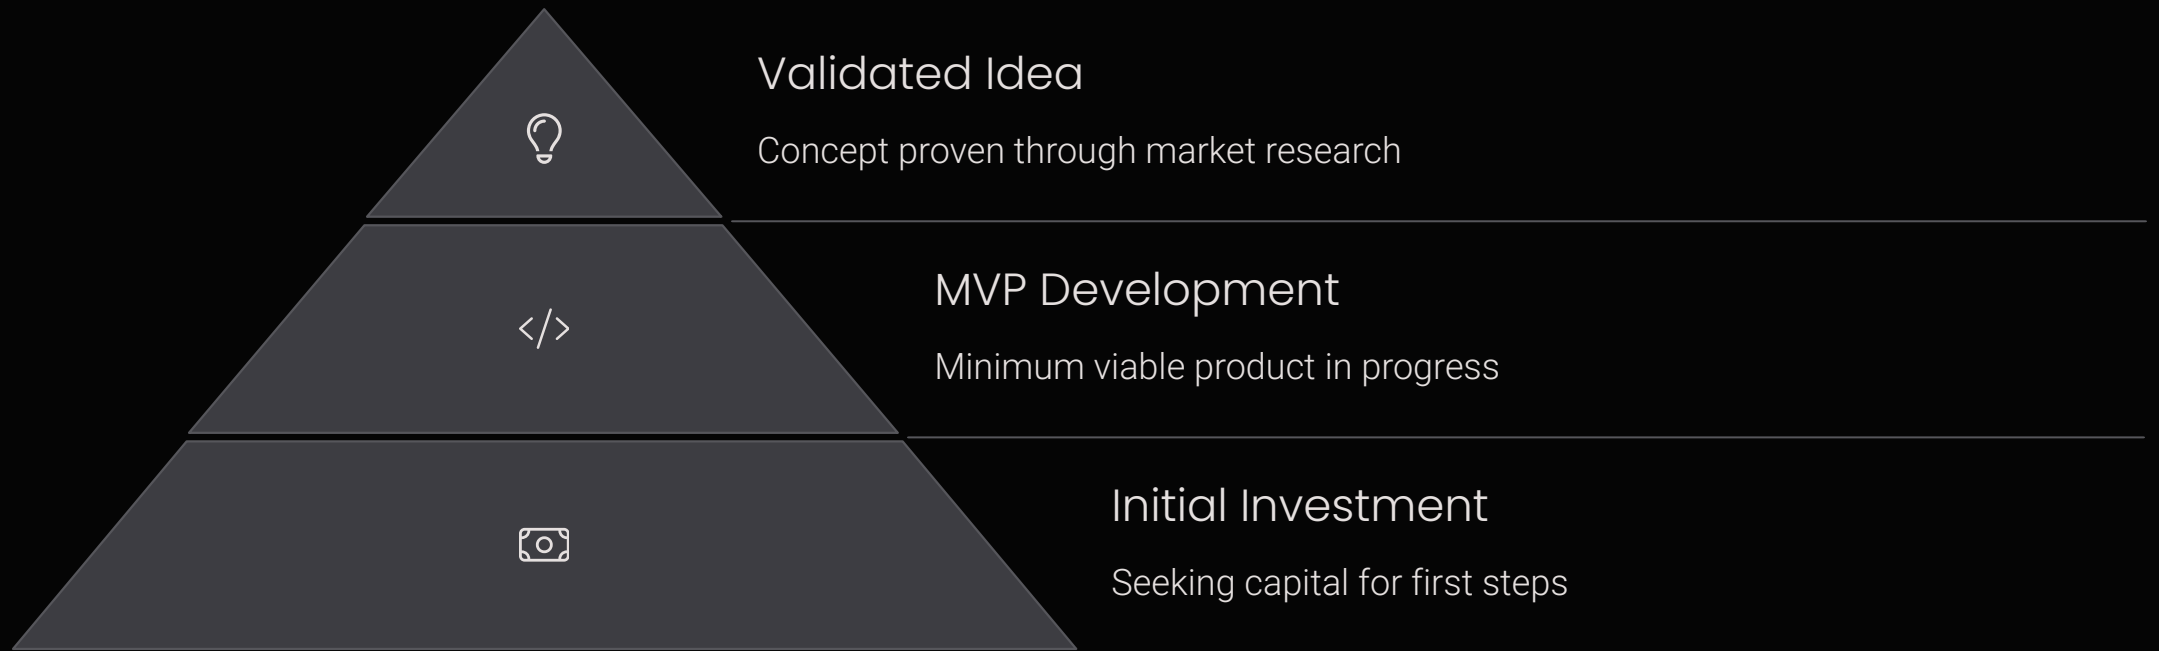 Validated Idea
Concept proven through market research
MVP Development
Minimum viable product in progress
Initial Investment
Seeking capital for first steps